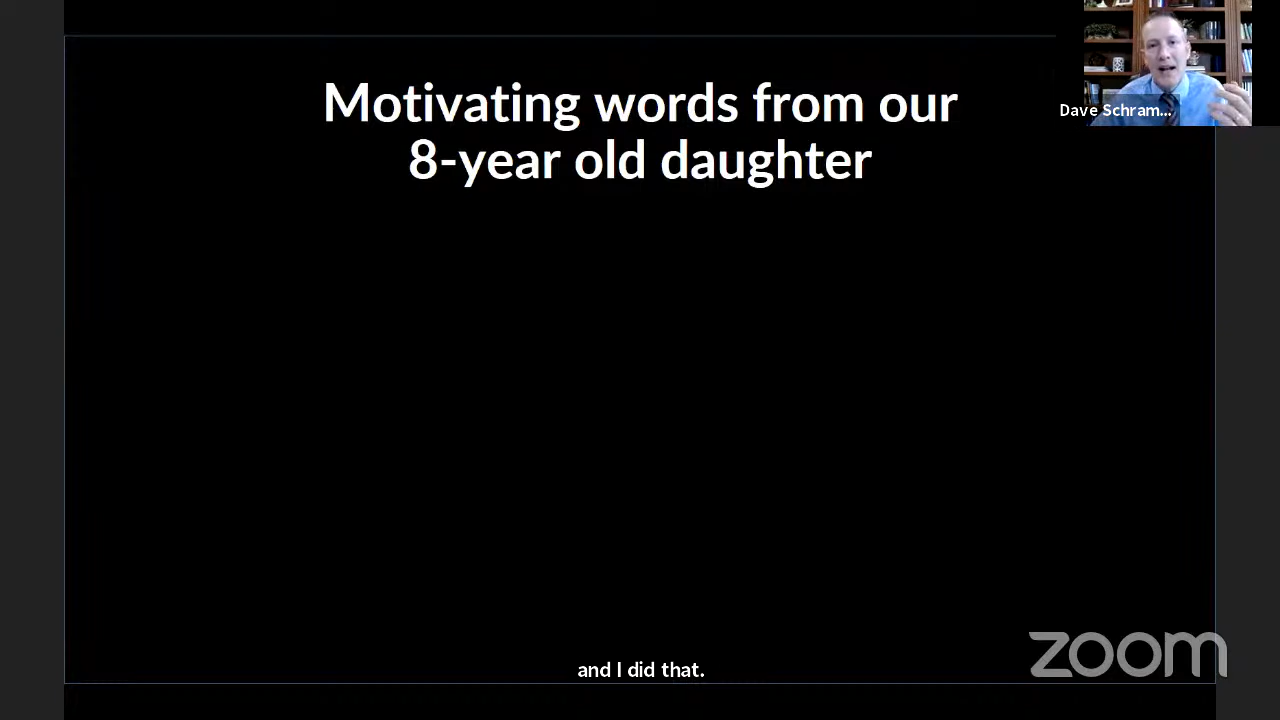 Motivating words from our
8-year old daughter
Dave Schram...
and I did that.
zoom